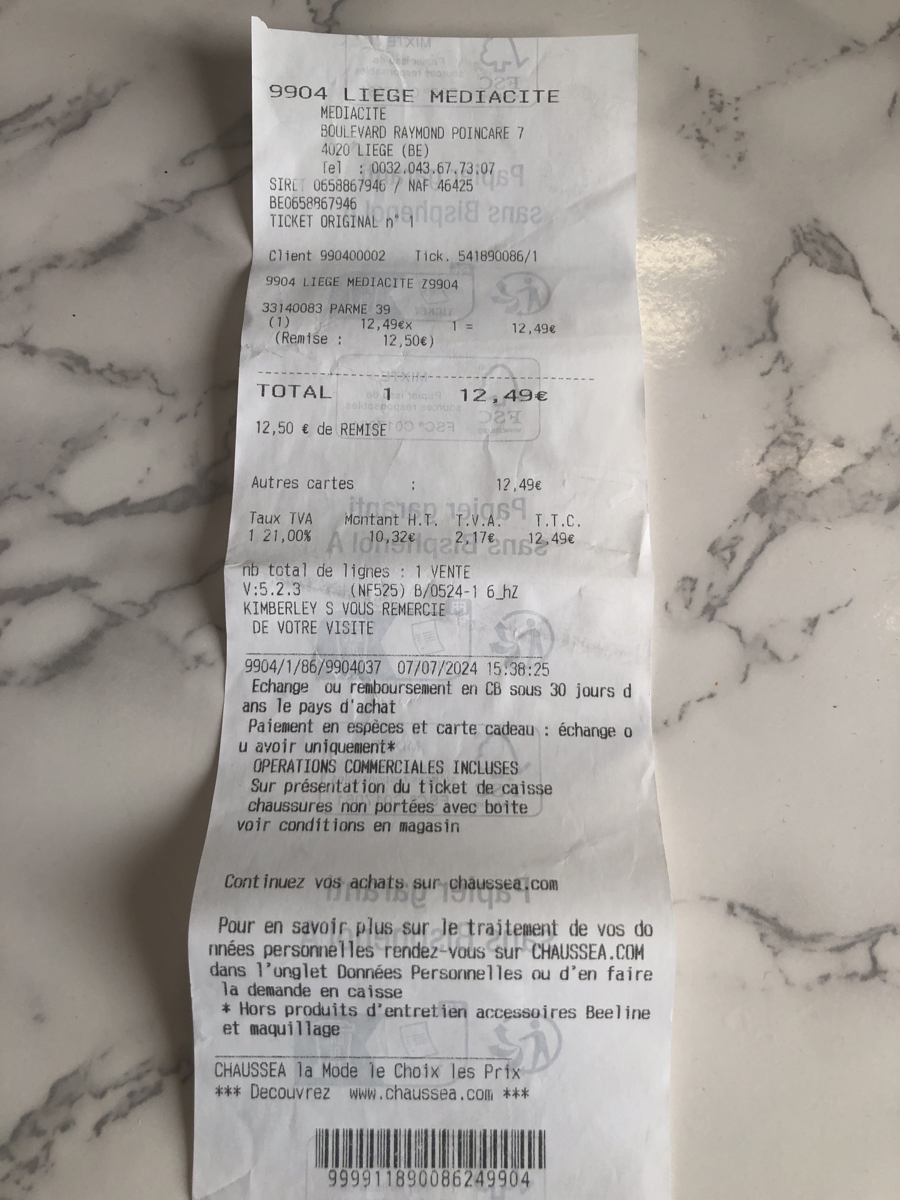 9904 LIEGE MEDIACITE
MEDIACITE
BOULEVARD RAYMOND POINCARE 7
4020 LIEGE (BE)
Tel : 0032.043.67.73.07
SIRET 0658867946 / NAF 46425
BE0658867946
TICKET ORIGINAL n° 1
Client 990400002 Tick. 541890086/1
9904 LIEGE MEDIACITE Z9904
33140083 PARME 39
(1) 12,49€x 1 = 12,49€
(Remise : 12,50€)
TOTAL 1 12,49€
12,50 € de REMISE
Autres cartes : 12,49€
Taux TVA Montant H.T. T.V.A. T.T.C.
1 21,00% 10,32€ 2,17€ 12,49€
nb total de lignes : 1 VENTE
V:5.2.3 (NF525) B/0524-1 6_hZ
KIMBERLEY S VOUS REMERCIE
DE VOTRE VISITE
9904/1/86/9904037 07/07/2024 15:38:25
Echange ou remboursement en CB sous 30 jours d
ans le pays d'achat
Paiement en espèces et carte cadeau : échange o
u avoir uniquement*
OPERATIONS COMMERCIALES INCLUSES
Sur présentation du ticket de caisse
chaussures non portées avec boite
voir conditions en magasin
Continuez vos achats sur chaussea.com
Pour en savoir plus sur le traitement de vos do
nnées personnelles rendez-vous sur CHAUSSEA.COM
dans l'onglet Données Personnelles ou d'en faire
la demande en caisse
* Hors produits d'entretien accessoires Beeline
et maquillage
CHAUSSEA la Mode le Choix les Prix
*** Decouvrez www.chaussea.com ***
999911890086249904